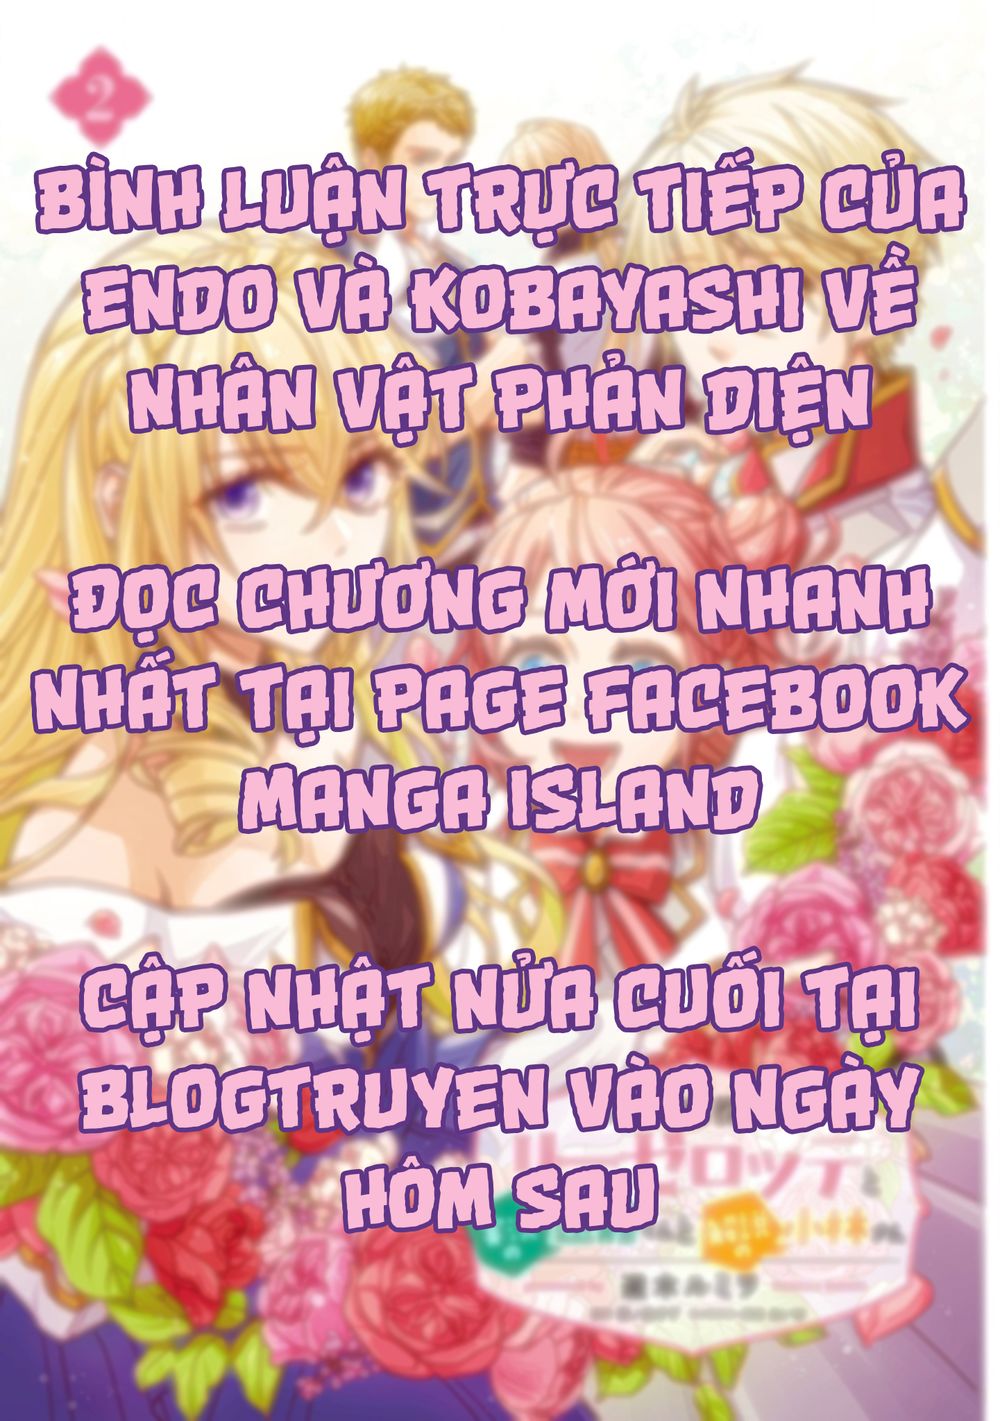 2
BÌNH LUẬN TRỰC TIẾP CỦA
ENDO VÀ KOBAYASHI VỀ
NHÂN VẬT PHẢN DIỆN
ĐỌC CHƯƠNG MỚI NHANH
NHẤT TẠI PAGE FACEBOOK
MANGA ISLAND
CẬP NHẬT NỬA CUỐI TẠI
BLOGTRUYEN VÀO NGÀY
HÔM SAU